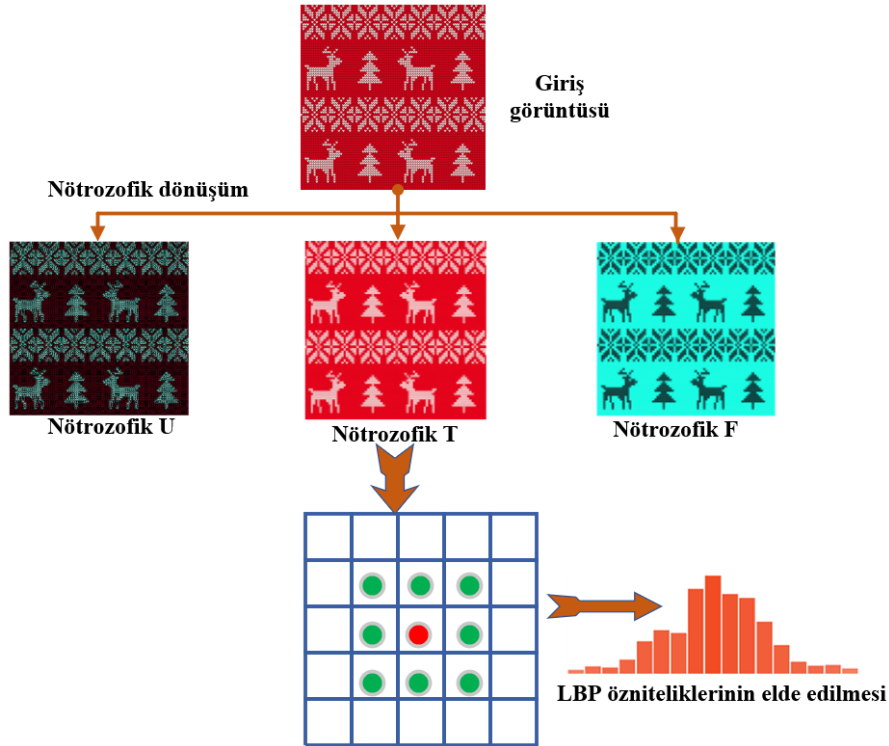 Giriş
görüntüsü
Nötrozofik dönüşüm
Nötrozofik U
Nötrozofik T
Nötrozofik F
LBP özniteliklerinin elde edilmesi